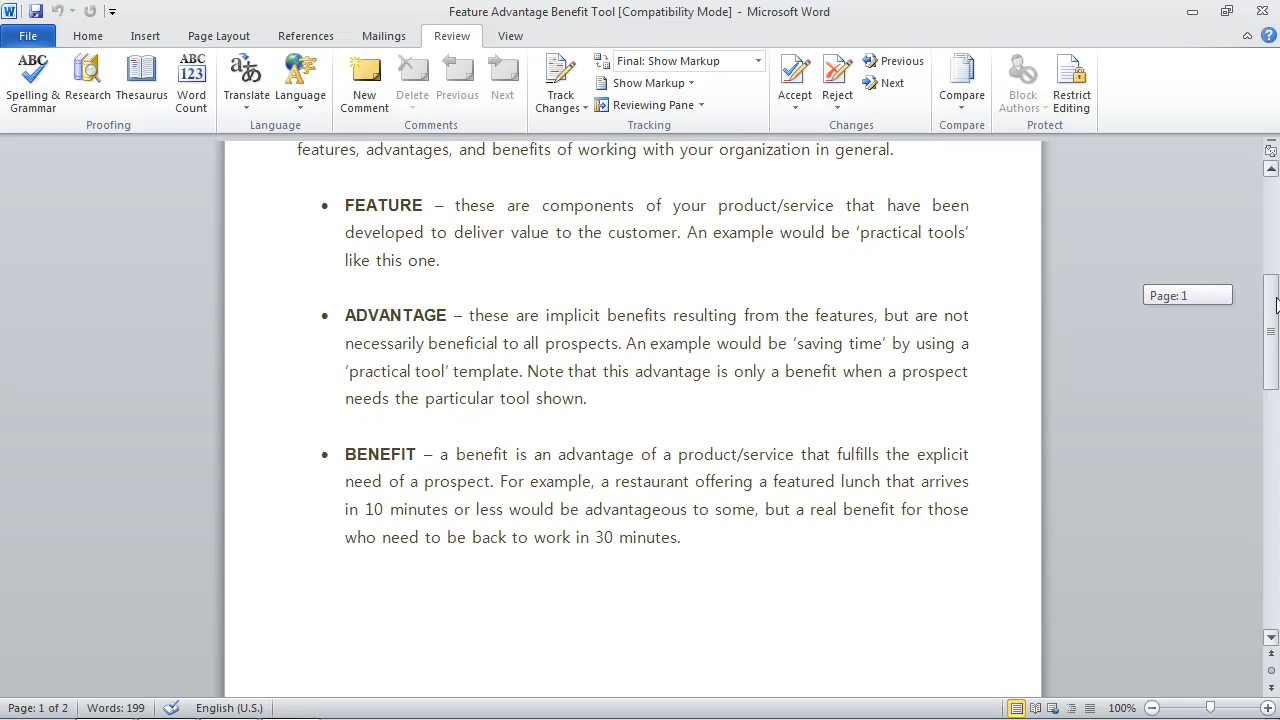 Feature Advantage Benefit Tool [Compatibility Mode] - Microsoft Word
File Home Insert Page Layout References Mailings Review View
Spelling & Grammar Research Thesaurus Word Count
Proofing
Translate Language
Language
New Comment Delete Previous Next
Comments
Track Changes
Final: Show Markup
Show Markup
Reviewing Pane
Tracking
Accept Reject Previous Next
Changes
Compare
Compare
Block Authors Restrict Editing
Protect
features, advantages, and benefits of working with your organization in general.
• FEATURE – these are components of your product/service that have been
developed to deliver value to the customer. An example would be ‘practical tools’
like this one.
• ADVANTAGE – these are implicit benefits resulting from the features, but are not
necessarily beneficial to all prospects. An example would be ‘saving time’ by using a
‘practical tool’ template. Note that this advantage is only a benefit when a prospect
needs the particular tool shown.
• BENEFIT – a benefit is an advantage of a product/service that fulfills the explicit
need of a prospect. For example, a restaurant offering a featured lunch that arrives
in 10 minutes or less would be advantageous to some, but a real benefit for those
who need to be back to work in 30 minutes.
Page: 1
Page: 1 of 2 Words: 199 English (U.S.) 100%